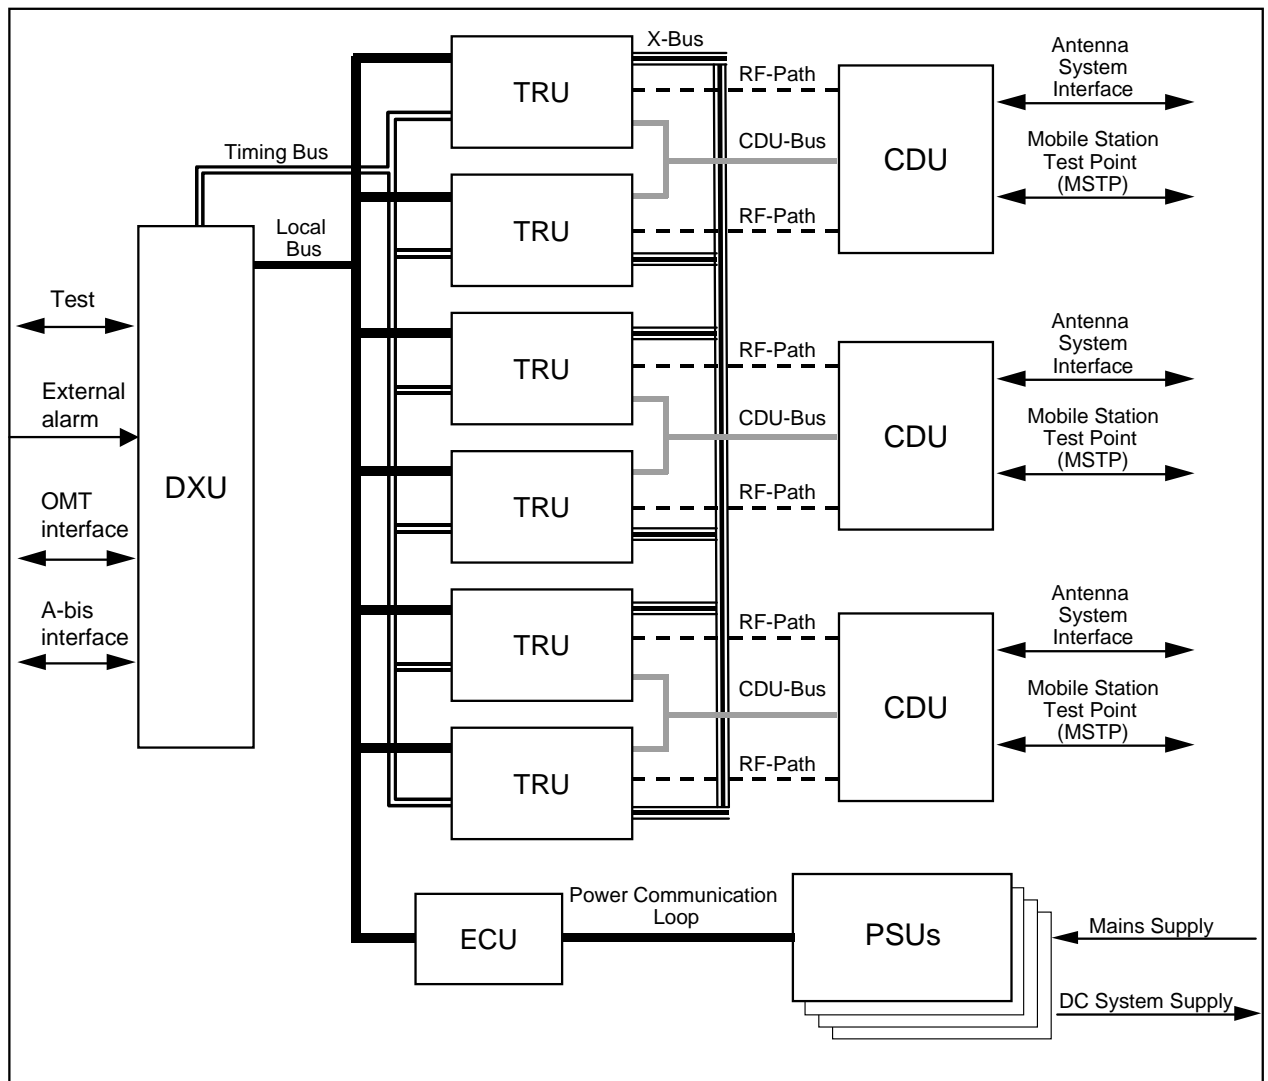 X-Bus
TRU
RF-Path
Antenna
System
Interface
CDU-Bus
CDU
Mobile Station
Test Point
(MSTP)
Timing Bus
TRU
RF-Path
Local
Bus
Test
External
alarm
OMT
interface
A-bis
interface
DXU
TRU
RF-Path
Antenna
System
Interface
CDU-Bus
CDU
Mobile Station
Test Point
(MSTP)
TRU
RF-Path
TRU
RF-Path
Antenna
System
Interface
CDU-Bus
CDU
Mobile Station
Test Point
(MSTP)
TRU
RF-Path
ECU
Power Communication
Loop
PSUs
Mains Supply
DC System Supply